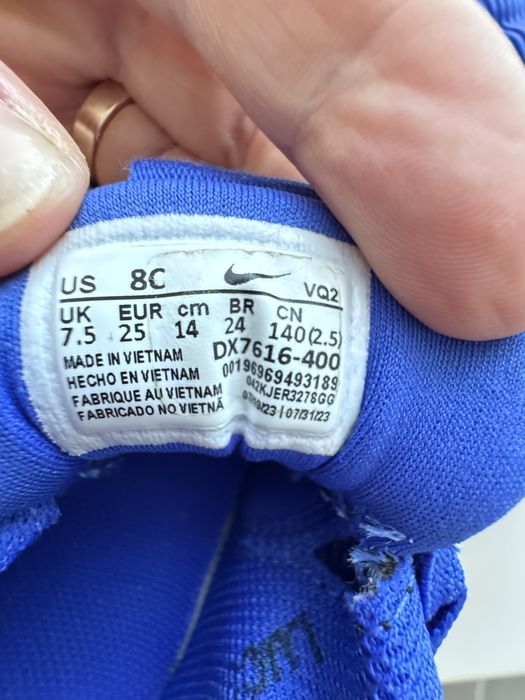 US 8C VQ2
UK EUR cm BR CN
7.5 25 14 24 140(2.5)
MADE IN VIETNAM DX7616-400
HECHO EN VIETNAM 00196969493189
FABRIQUE AU VIETNAM 042KJER3278GG
FABRICADO NO VIETNÃ 07/31/23